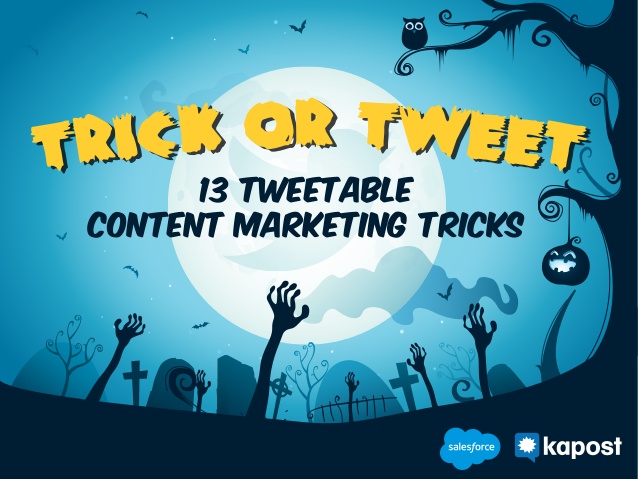 TRICK OR TWEET
13 TWEETABLE
CONTENT MARKETING TRICKS
salesforce
kapost